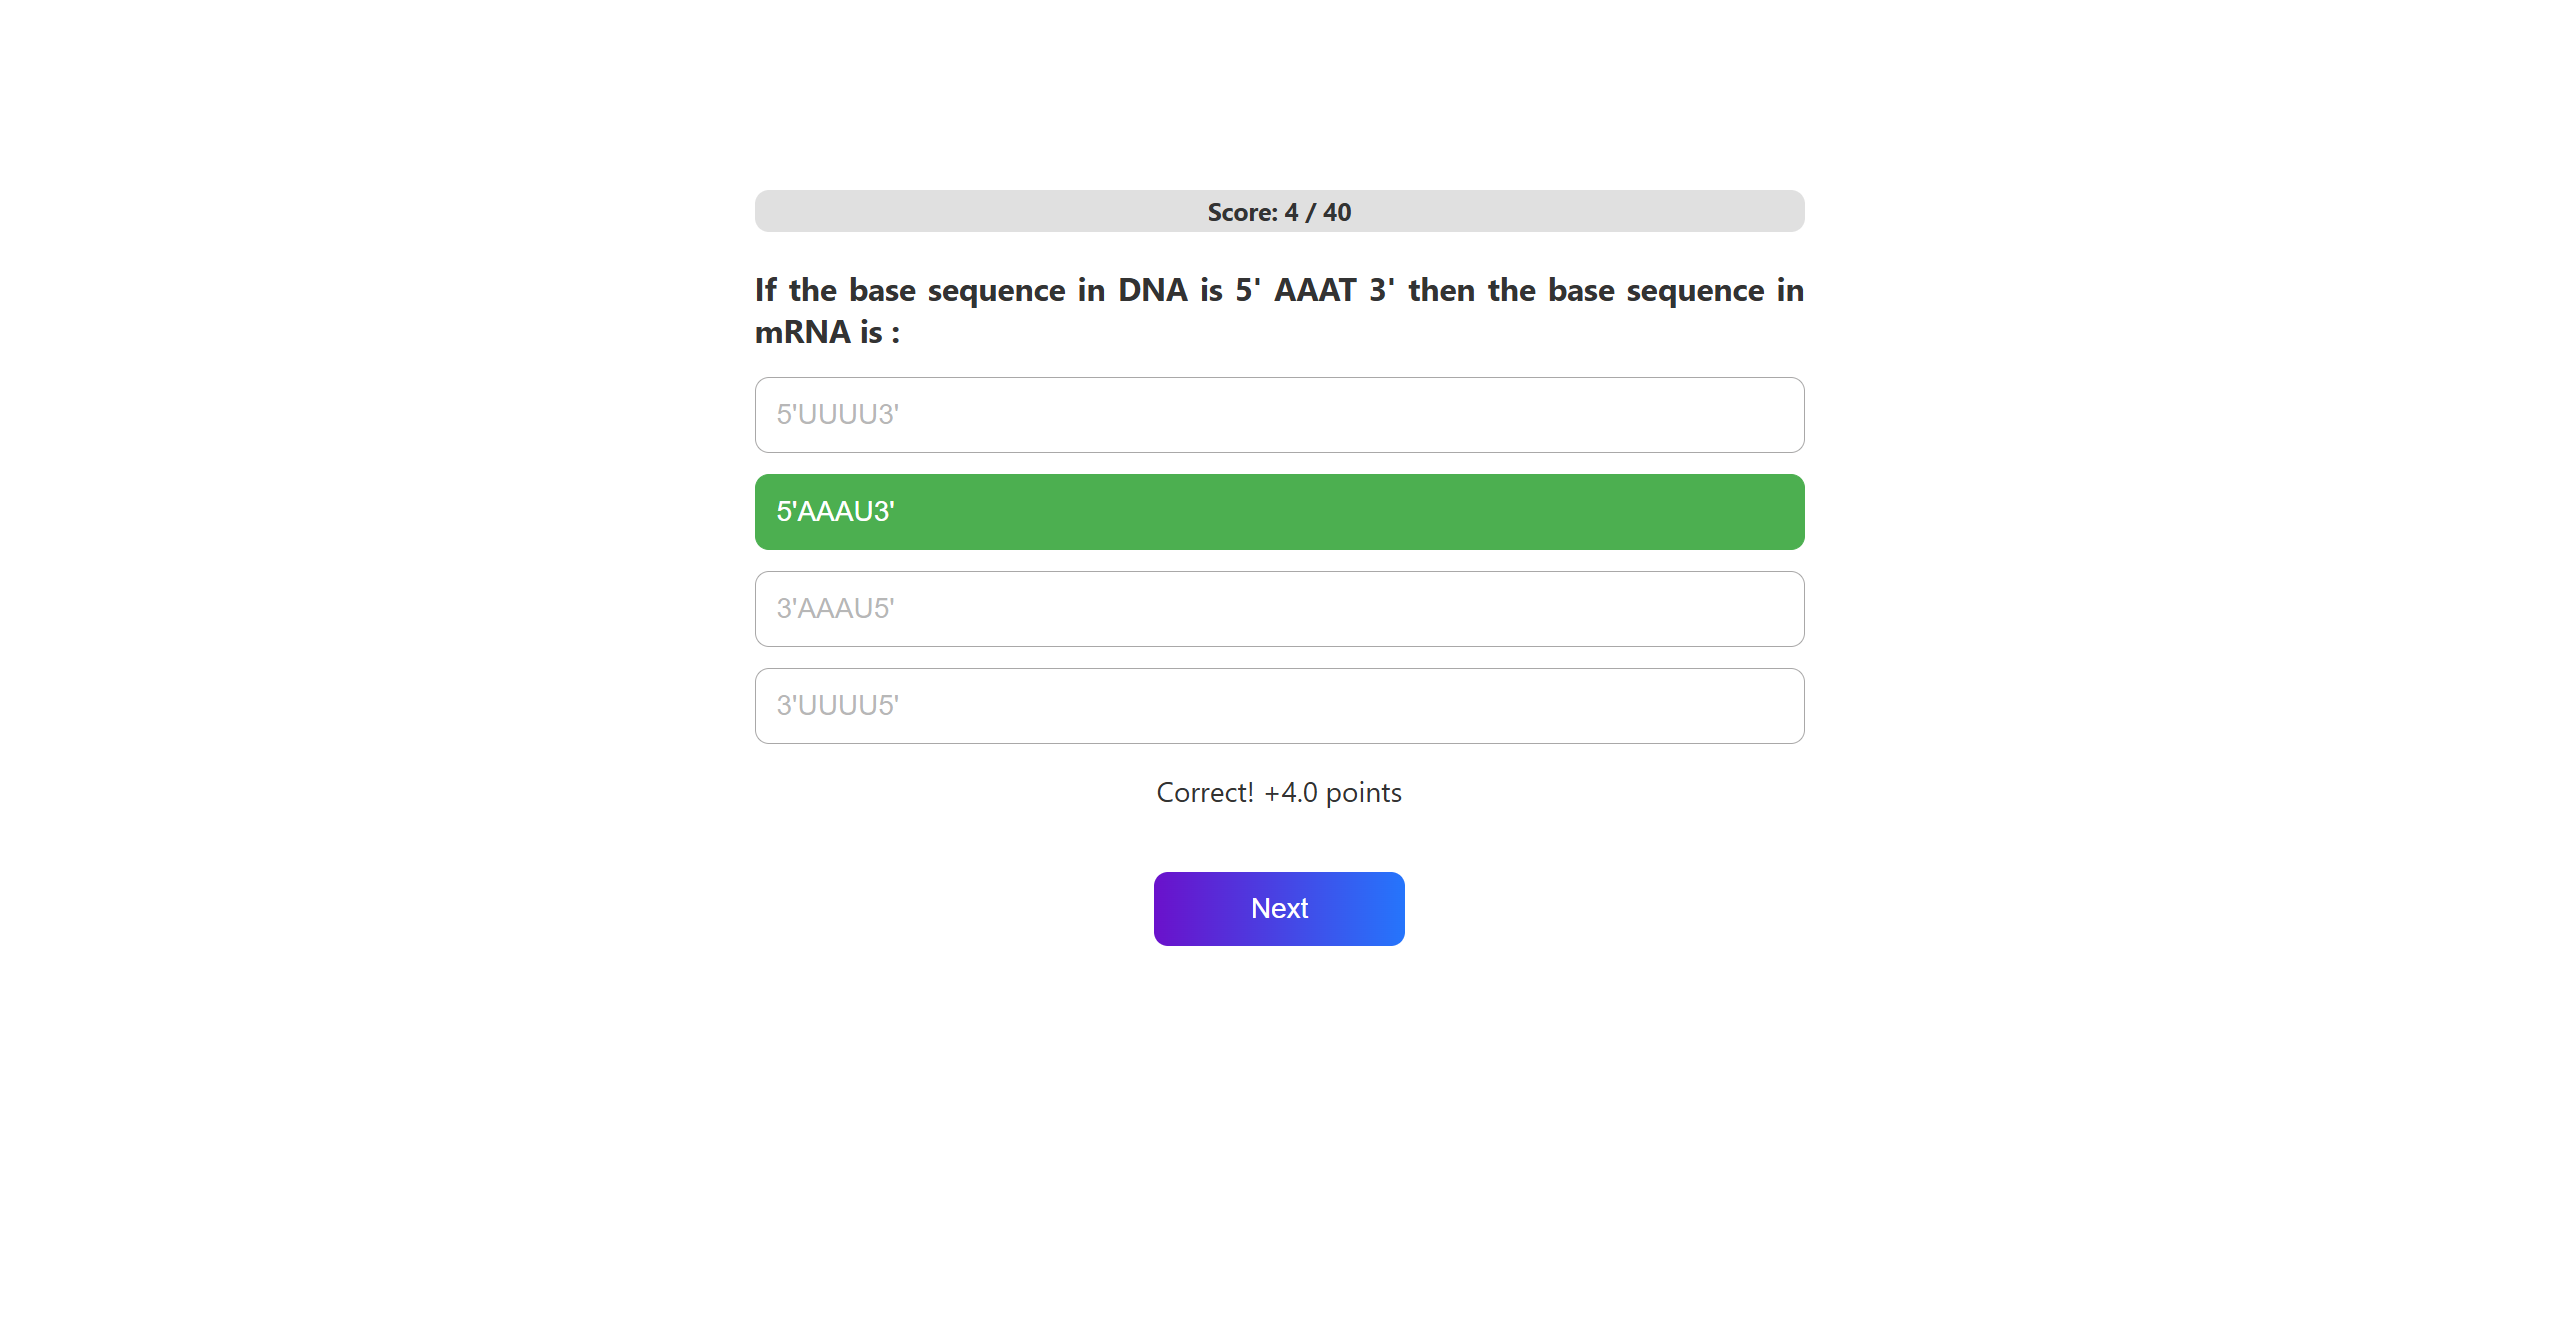 Score: 4 / 40
If the base sequence in DNA is 5' AAAT 3' then the base sequence in
mRNA is :
5'UUUU3'
5'AAAU3'
3'AAAU5'
3'UUUU5'
Correct! +4.0 points
Next